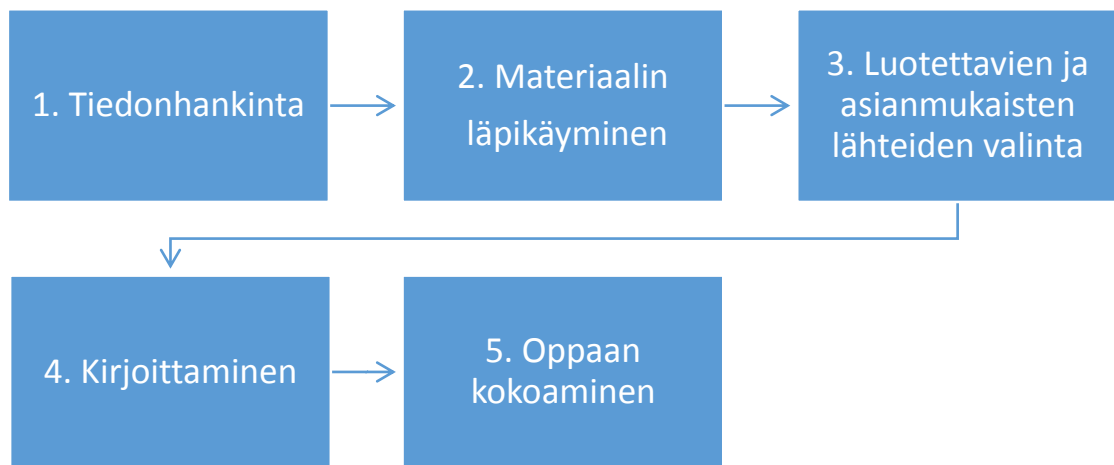 1. Tiedonhankinta
2. Materiaalin
läpikäyminen
3. Luotettavien ja
asianmukaisten
lähteiden valinta
4. Kirjoittaminen
5. Oppaan
kokoaminen